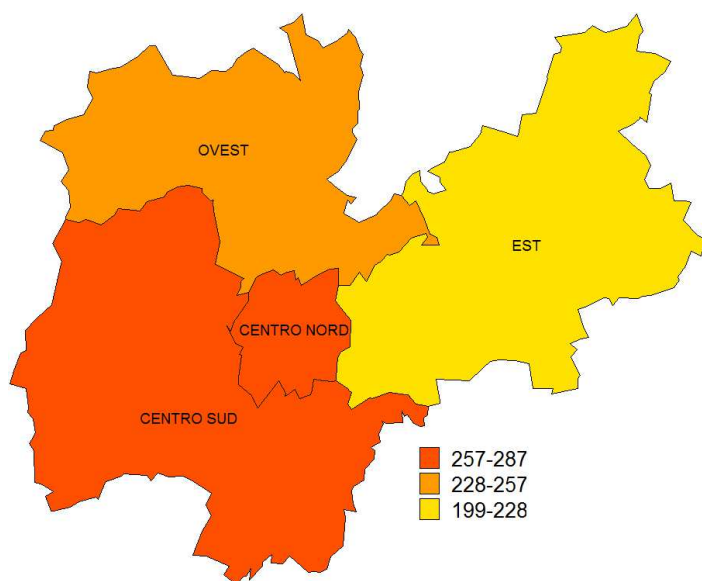 OVEST
EST
CENTRO NORD
CENTRO SUD
257-287
228-257
199-228